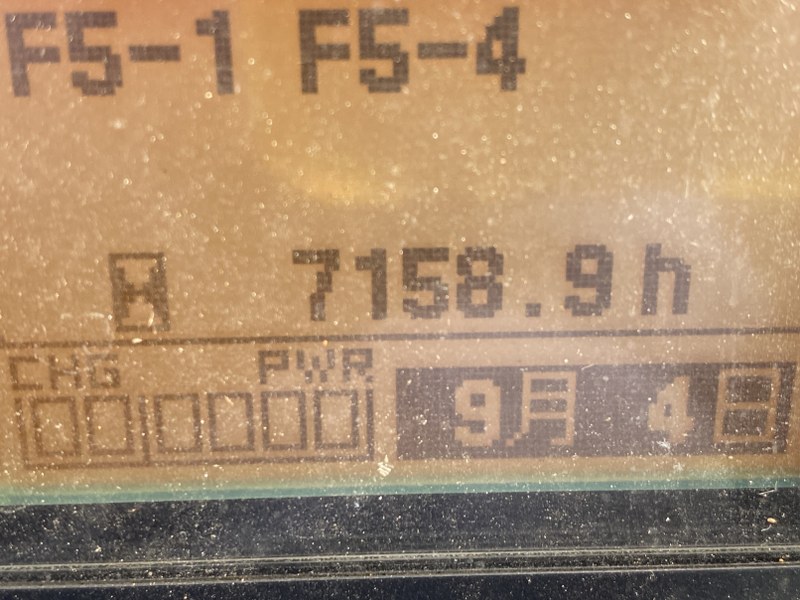 F5-1 F5-4
7158.9h
CHG PWR
9月 4日